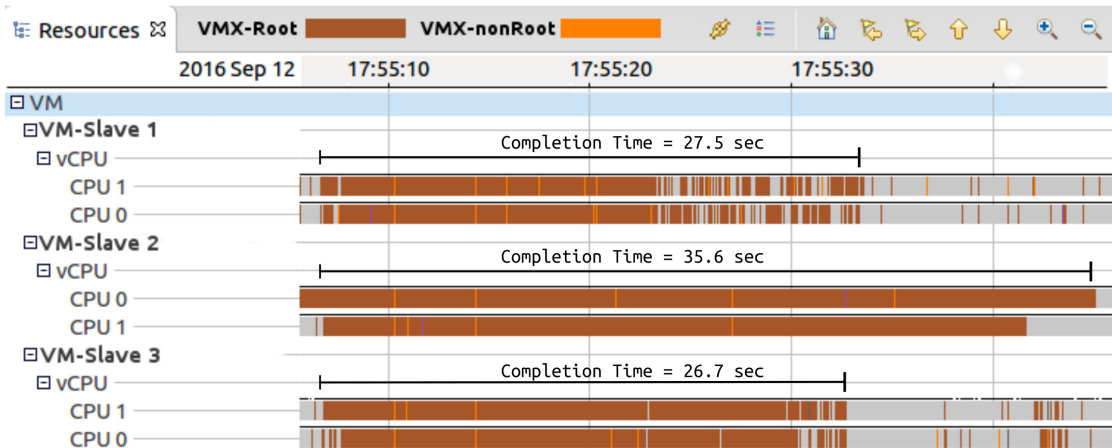 Resources VMX-Root VMX-nonRoot
2016 Sep 12 17:55:10 17:55:20 17:55:30
VM
VM-Slave 1
Completion Time = 27.5 sec
vCPU
CPU 1
CPU 0
VM-Slave 2
Completion Time = 35.6 sec
vCPU
CPU 0
CPU 1
VM-Slave 3
Completion Time = 26.7 sec
vCPU
CPU 1
CPU 0